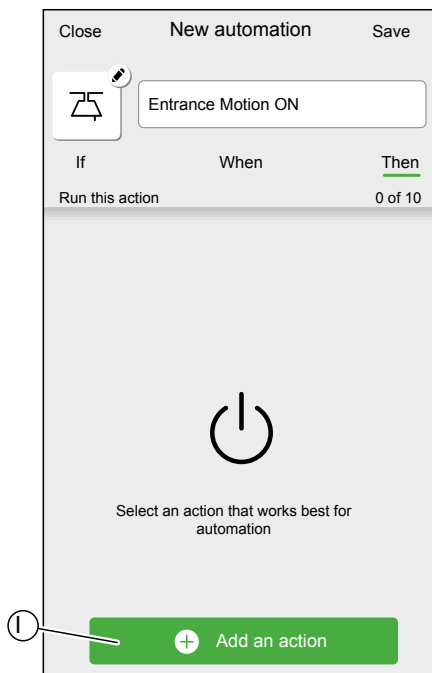 Close New automation Save
Entrance Motion ON
If When Then
Run this action 0 of 10
Select an action that works best for
automation
I Add an action